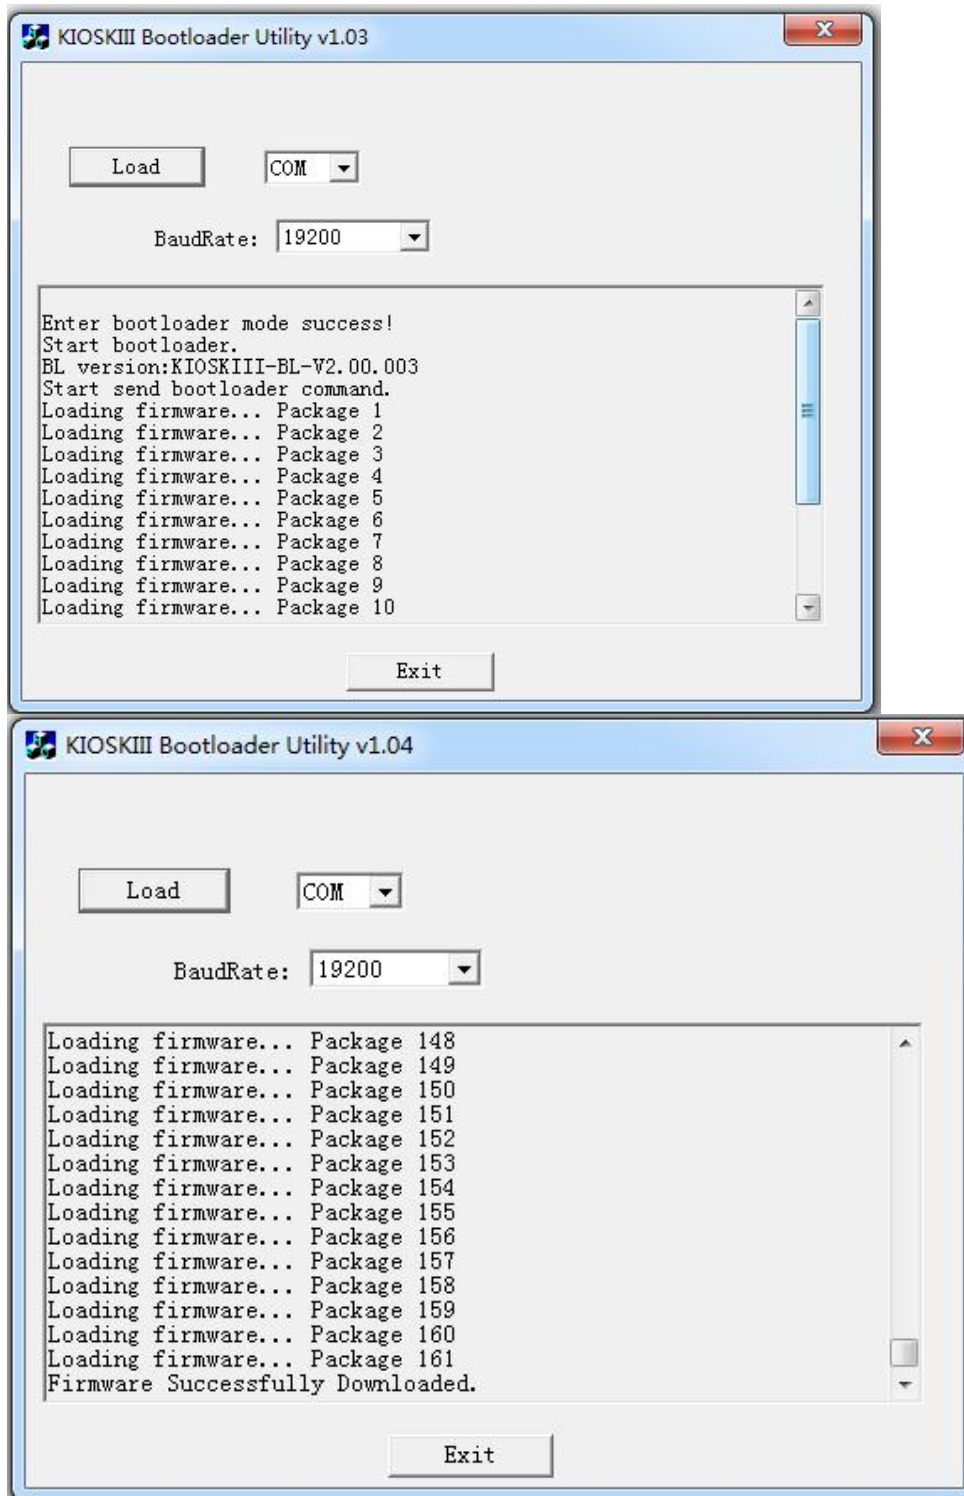 KIOSKIII Bootloader Utility v1.03
Load
COM
BaudRate: 19200
Enter bootloader mode success!
Start bootloader.
BL version:KIOSKIII-BL-V2.00.003
Start send bootloader command.
Loading firmware... Package 1
Loading firmware... Package 2
Loading firmware... Package 3
Loading firmware... Package 4
Loading firmware... Package 5
Loading firmware... Package 6
Loading firmware... Package 7
Loading firmware... Package 8
Loading firmware... Package 9
Loading firmware... Package 10
Exit
KIOSKIII Bootloader Utility v1.04
Load
COM
BaudRate: 19200
Loading firmware... Package 148
Loading firmware... Package 149
Loading firmware... Package 150
Loading firmware... Package 151
Loading firmware... Package 152
Loading firmware... Package 153
Loading firmware... Package 154
Loading firmware... Package 155
Loading firmware... Package 156
Loading firmware... Package 157
Loading firmware... Package 158
Loading firmware... Package 159
Loading firmware... Package 160
Loading firmware... Package 161
Firmware Successfully Downloaded.
Exit